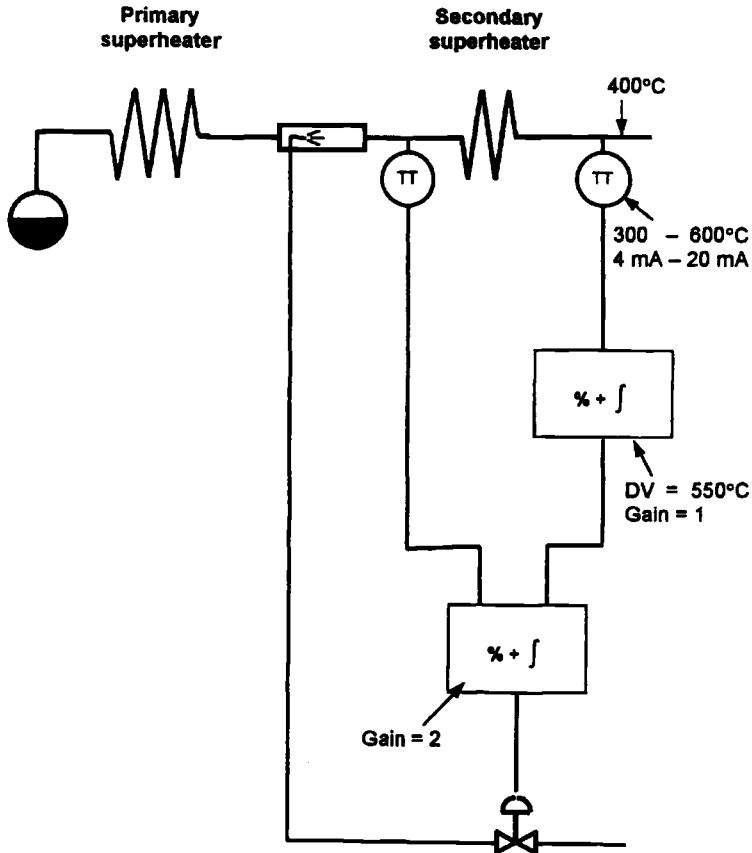 Primary
superheater
Secondary
superheater
400°C
TT
TT
300 – 600°C
4 mA – 20 mA
% + ∫
DV = 550°C
Gain = 1
% + ∫
Gain = 2